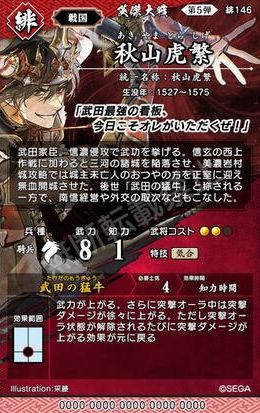 緋
戦国
英傑大戦
第5弾
緋146
あきやま とらしげ
秋山虎繁
統一名称：秋山虎繁
生没年：1527～1575
「武田最強の看板、
今日こそオレがいただくぜ！」
武田家臣。信濃侵攻で武功を挙げる。信玄の西上
作戦に加わると三河の諸城を陥落させ、美濃岩村
城攻略では城主未亡人のおつやの方を正室に迎え
無血開城させた。後世「武田の猛牛」と称される
一方で、南信経営や外交の取次などもこなした。
兵種 武力 知力 武将コスト
騎兵 8 1
特技 気合
たけだのもうぎゅう
武田の猛牛
必要士気 4
効果時間 知力時間
効果範囲
武力が上がる。さらに突撃オーラ中は突撃
ダメージが徐々に上がる。ただし突撃オー
ラ状態が解除されるたびに突撃ダメージが
上がる効果が元に戻る
Illustration:采藤
©SEGA
0000-0000-0000-0000-0000